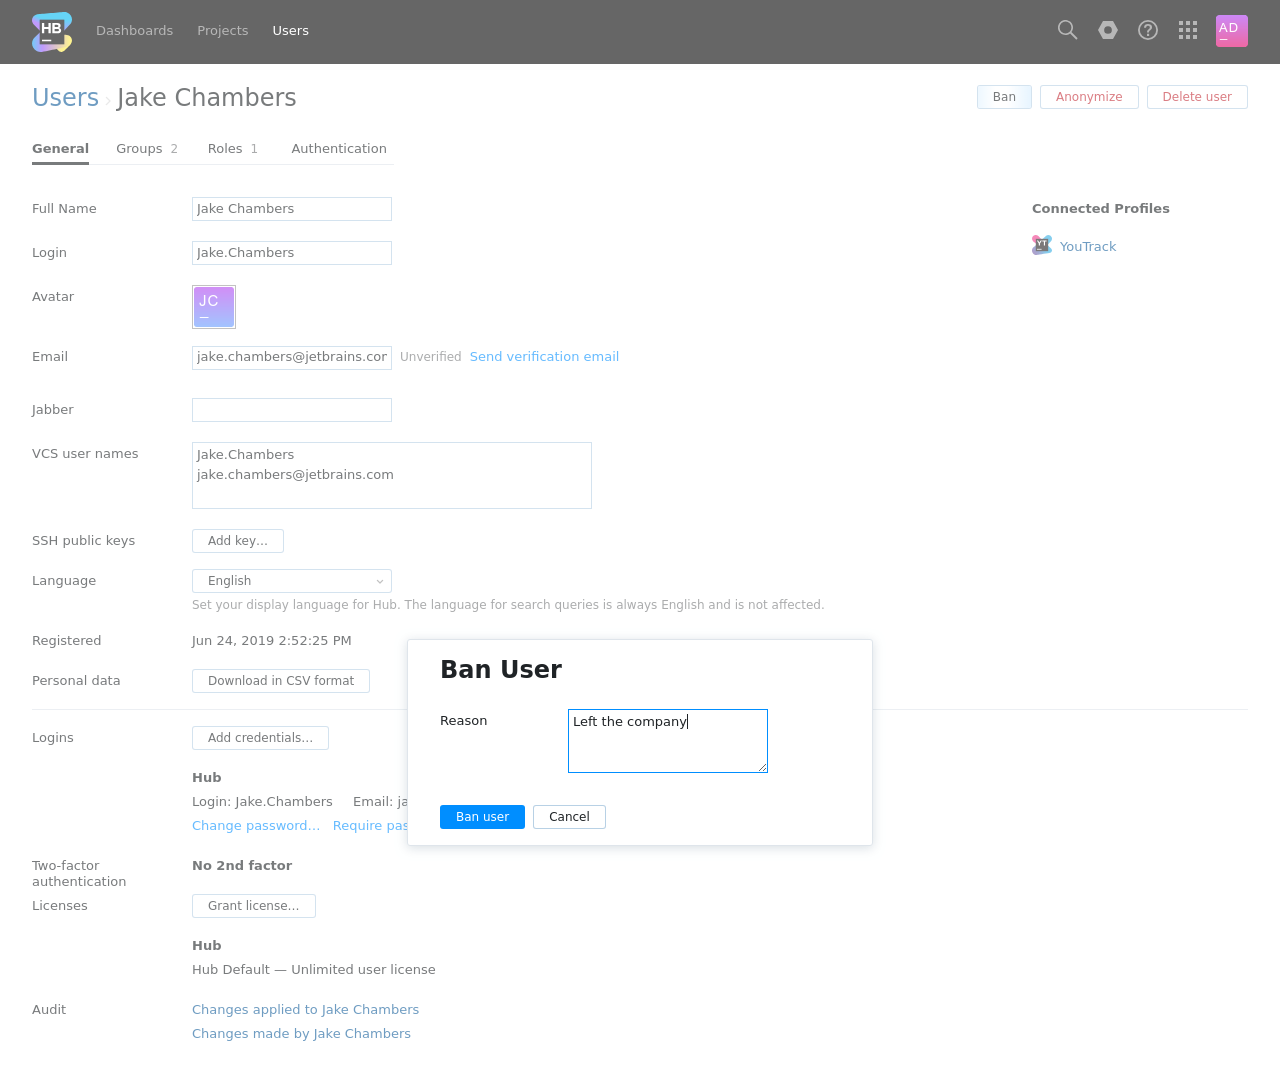 HB Dashboards Projects Users AD
Users › Jake Chambers Ban Anonymize Delete user
General Groups 2 Roles 1 Authentication
Full Name Jake Chambers Connected Profiles
Login Jake.Chambers YT YouTrack
Avatar JC
Email jake.chambers@jetbrains.com Unverified Send verification email
Jabber
VCS user names Jake.Chambers
jake.chambers@jetbrains.com
SSH public keys Add key…
Language English
Set your display language for Hub. The language for search queries is always English and is not affected.
Registered Jun 24, 2019 2:52:25 PM
Personal data Download in CSV format
Ban User
Reason Left the company
Ban user Cancel
Logins Add credentials…
Hub
Login: Jake.Chambers Email: ja
Change password… Require pas
Two-factor authentication No 2nd factor
Licenses Grant license…
Hub
Hub Default — Unlimited user license
Audit Changes applied to Jake Chambers
Changes made by Jake Chambers